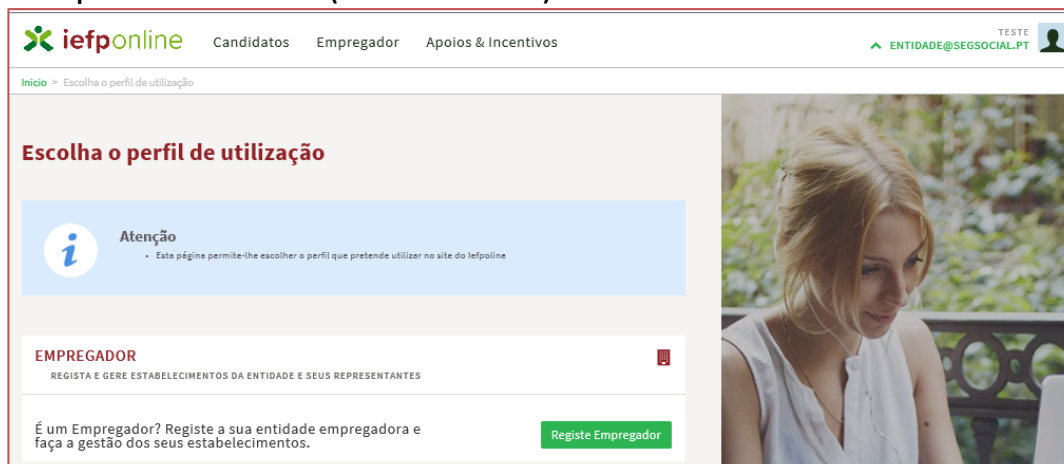 iefponline
Candidatos Empregador Apoios & Incentivos
TESTE
ENTIDADE@SEGSOCIAL.PT
Início > Escolha o perfil de utilização
Escolha o perfil de utilização
Atenção
• Esta página permite-lhe escolher o perfil que pretende utilizar no site do Iefpoline
EMPREGADOR
REGISTA E GERE ESTABELECIMENTOS DA ENTIDADE E SEUS REPRESENTANTES
É um Empregador? Registe a sua entidade empregadora e
faça a gestão dos seus estabelecimentos.
Registe Empregador